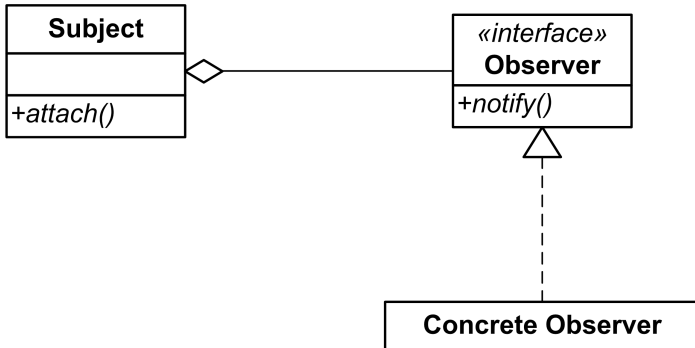 Subject
+attach()
«interface»
Observer
+notify()
Concrete Observer